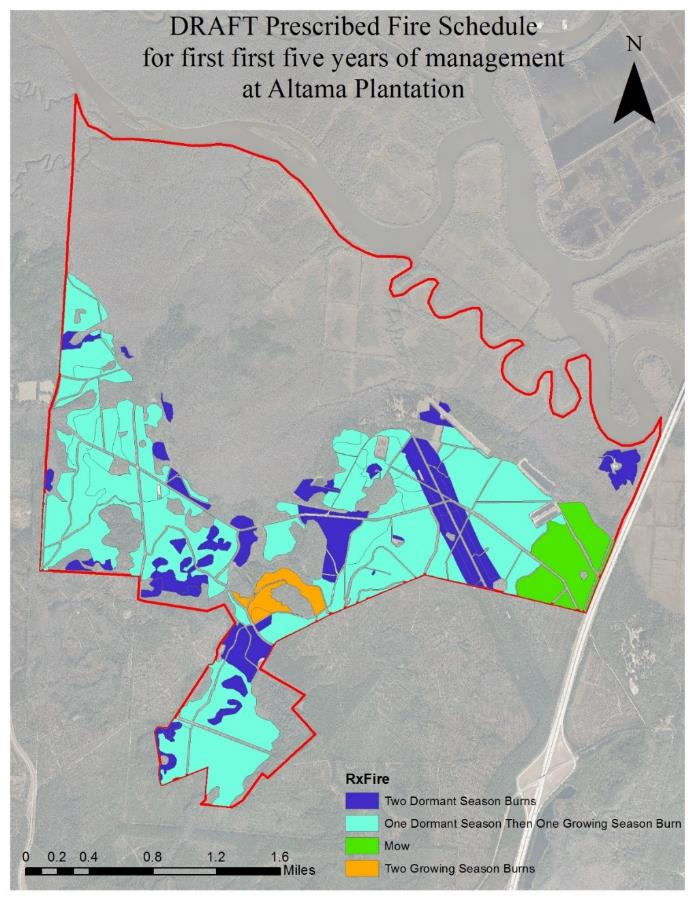 DRAFT Prescribed Fire Schedule
for first first five years of management
at Altama Plantation
N
RxFire
Two Dormant Season Burns
One Dormant Season Then One Growing Season Burn
Mow
Two Growing Season Burns
0 0.2 0.4 0.8 1.2 1.6
Miles